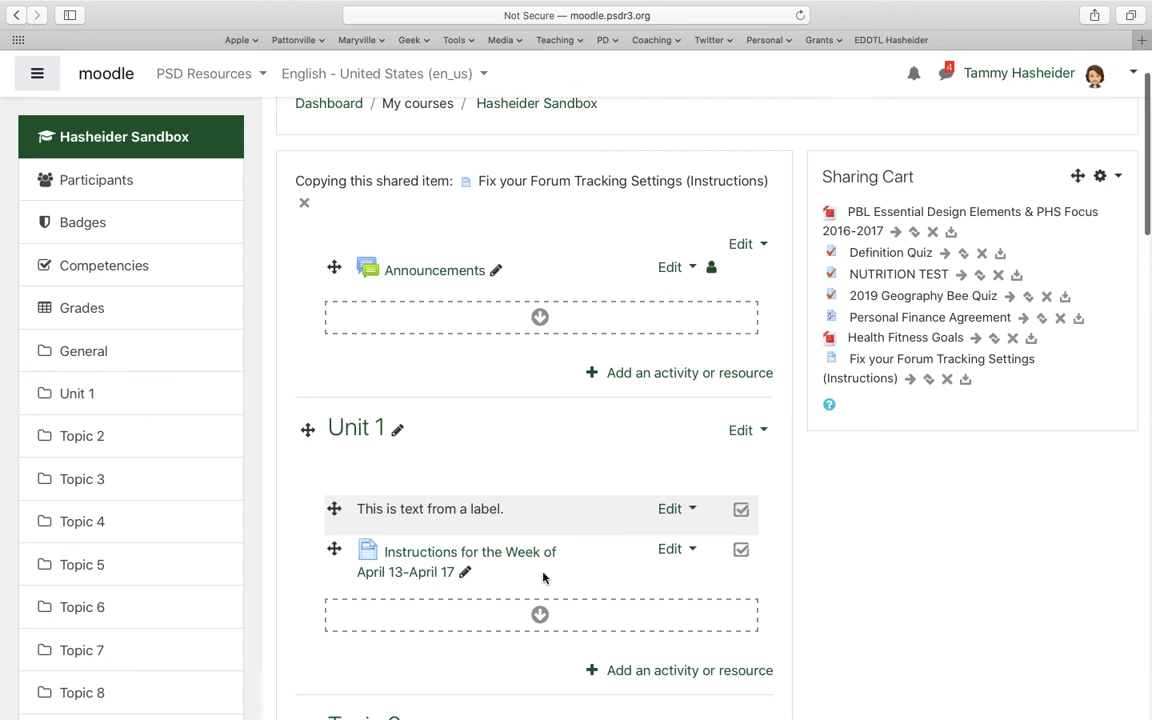 Not Secure — moodle.psdr3.org
Apple Pattonville Maryville Geek Tools Media Teaching PD Coaching Twitter Personal Grants EDDTL Hasheider
moodle PSD Resources English - United States (en_us) 4 Tammy Hasheider
Dashboard / My courses / Hasheider Sandbox
Hasheider Sandbox
Participants
Badges
Competencies
Grades
General
Unit 1
Topic 2
Topic 3
Topic 4
Topic 5
Topic 6
Topic 7
Topic 8
Copying this shared item: Fix your Forum Tracking Settings (Instructions)
Edit
Announcements Edit
Add an activity or resource
Unit 1 Edit
This is text from a label. Edit
Instructions for the Week of Edit
April 13-April 17
Add an activity or resource
Sharing Cart
PBL Essential Design Elements & PHS Focus
2016-2017
Definition Quiz
NUTRITION TEST
2019 Geography Bee Quiz
Personal Finance Agreement
Health Fitness Goals
Fix your Forum Tracking Settings
(Instructions)